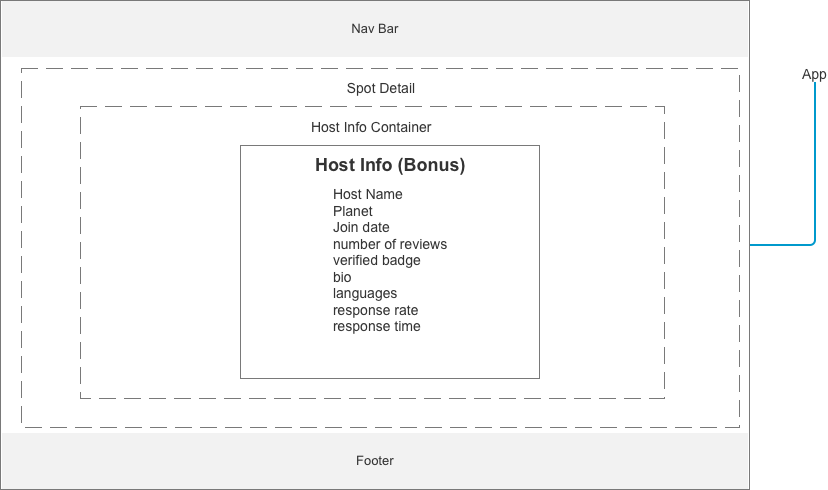 Nav Bar
App
Spot Detail
Host Info Container
Host Info (Bonus)
Host Name
Planet
Join date
number of reviews
verified badge
bio
languages
response rate
response time
Footer